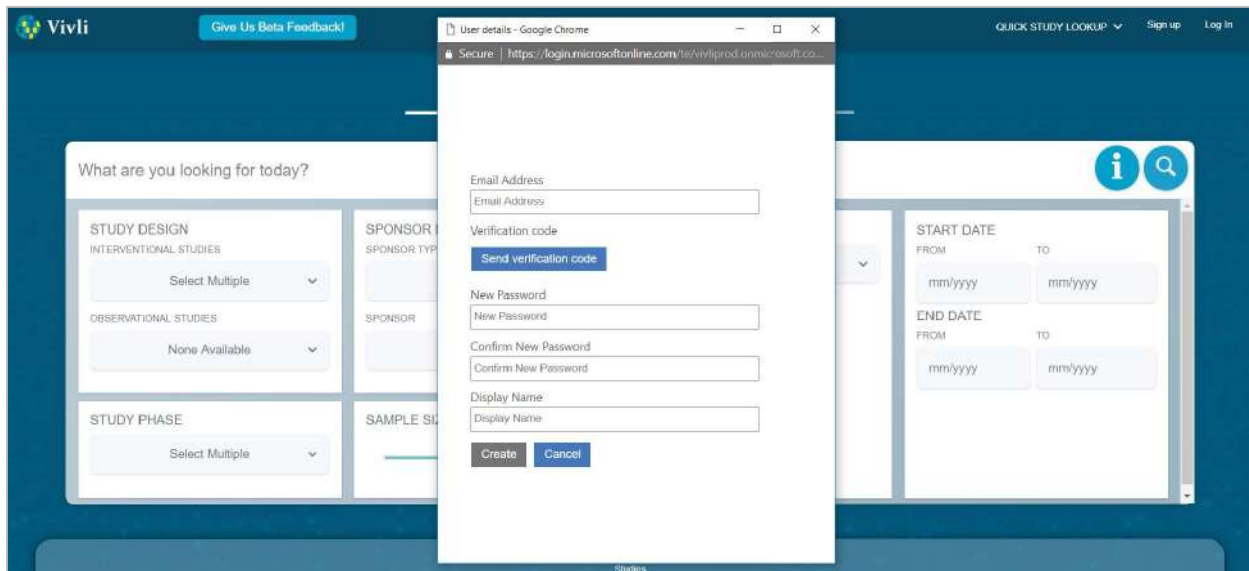 Vivli
Give Us Beta Feedback!
QUICK STUDY LOOKUP
Sign up
Log In
User details - Google Chrome
Secure | https://login.microsoftonline.com/te/vivliprod.onmicrosoft.co...
What are you looking for today?
i
STUDY DESIGN
INTERVENTIONAL STUDIES
Select Multiple
OBSERVATIONAL STUDIES
None Available
STUDY PHASE
Select Multiple
SPONSOR
SPONSOR TYP
SPONSOR
SAMPLE SI
Email Address
Email Address
Verification code
Send verification code
New Password
New Password
Confirm New Password
Confirm New Password
Display Name
Display Name
Create
Cancel
START DATE
FROM
TO
mm/yyyy
mm/yyyy
END DATE
FROM
TO
mm/yyyy
mm/yyyy
Studies